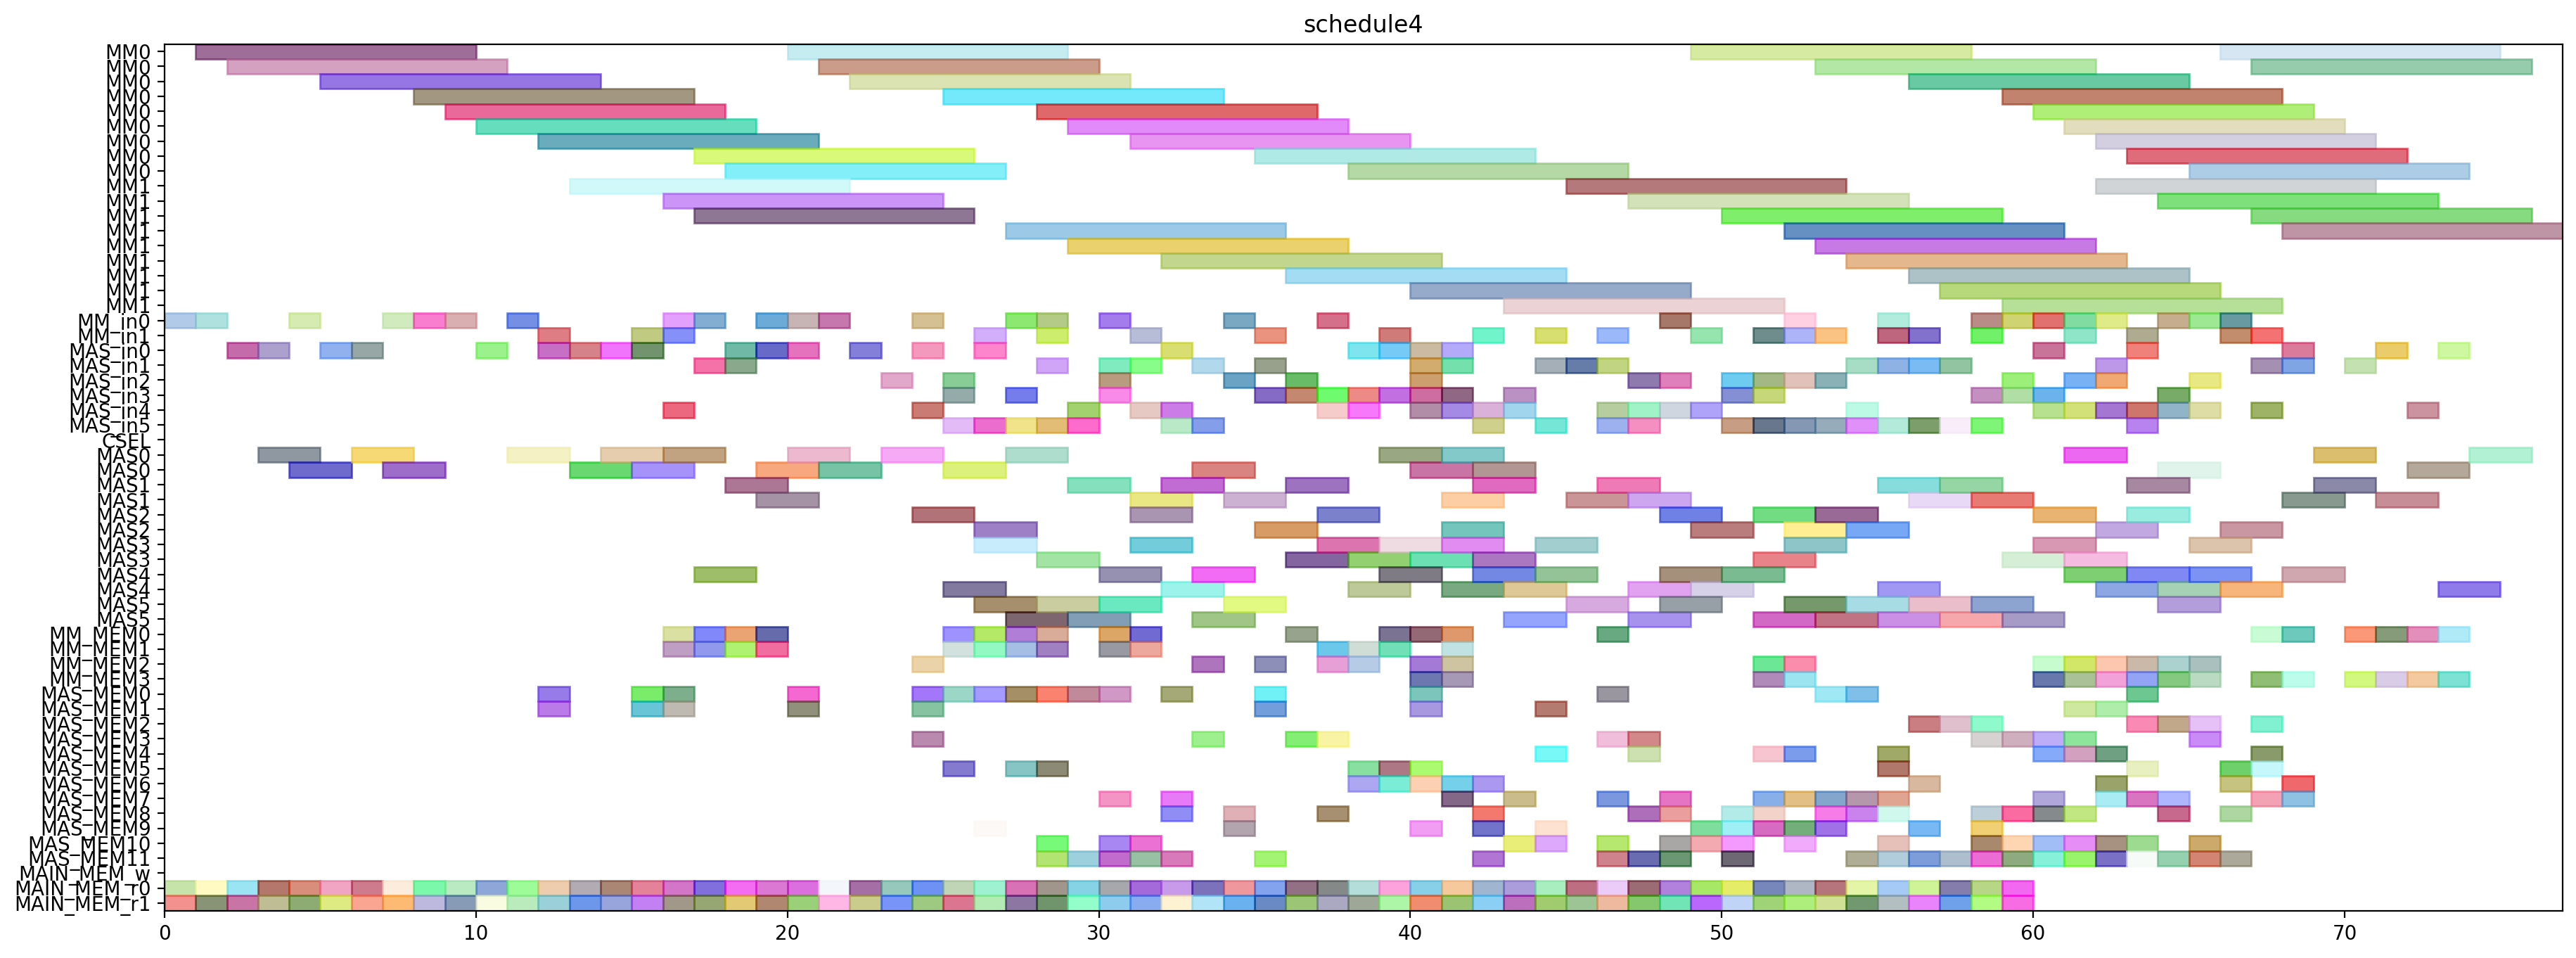 schedule4
MM0
MM0
MM0
MM0
MM0
MM0
MM0
MM0
MM0
MM1
MM1
MM1
MM1
MM1
MM1
MM1
MM1
MM1
MM_in0
MM_in1
MAS_in0
MAS_in1
MAS_in2
MAS_in3
MAS_in4
MAS_in5
CSEL
MAS0
MAS0
MAS1
MAS1
MAS2
MAS2
MAS3
MAS3
MAS4
MAS4
MAS5
MAS5
MM_MEM0
MM_MEM1
MM_MEM2
MM_MEM3
MAS_MEM0
MAS_MEM1
MAS_MEM2
MAS_MEM3
MAS_MEM4
MAS_MEM5
MAS_MEM6
MAS_MEM7
MAS_MEM8
MAS_MEM9
MAS_MEM10
MAS_MEM11
MAIN_MEM_w
MAIN_MEM_r0
MAIN_MEM_r1
0 10 20 30 40 50 60 70